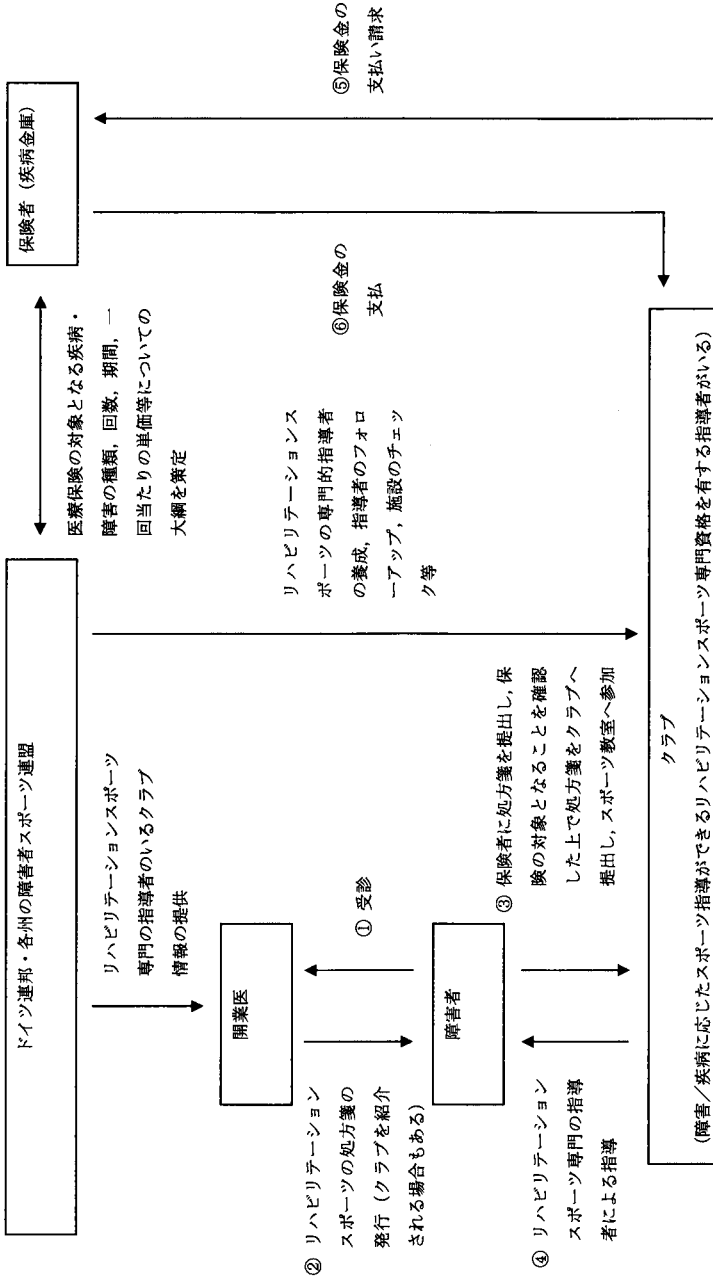 ドイツ連邦・各州の障害者スポーツ連盟
保険者（疾病金庫）
医療保険の対象となる疾病・
障害の種類，回数，期間，一
回当たりの単価等についての
大綱を策定
リハビリテーションスポーツ
専門の指導者のいるクラブ
情報の提供
開業医
① 受診
② リハビリテーション
スポーツの処方箋の
発行（クラブを紹介
される場合もある）
障害者
③ 保険者に処方箋を提出し，保
険の対象となることを確認
した上で処方箋をクラブへ
提出し，スポーツ教室へ参加
④ リハビリテーション
スポーツ専門の指導
者による指導
リハビリテーションス
ポーツの専門的指導者
の養成，指導者のフォロ
ーアップ，施設のチェッ
ク等
⑥保険金の
支払
⑤保険金の
支払い請求
クラブ
（障害／疾病に応じたスポーツ指導ができるリハビリテーションスポーツ専門資格を有する指導者がいる）